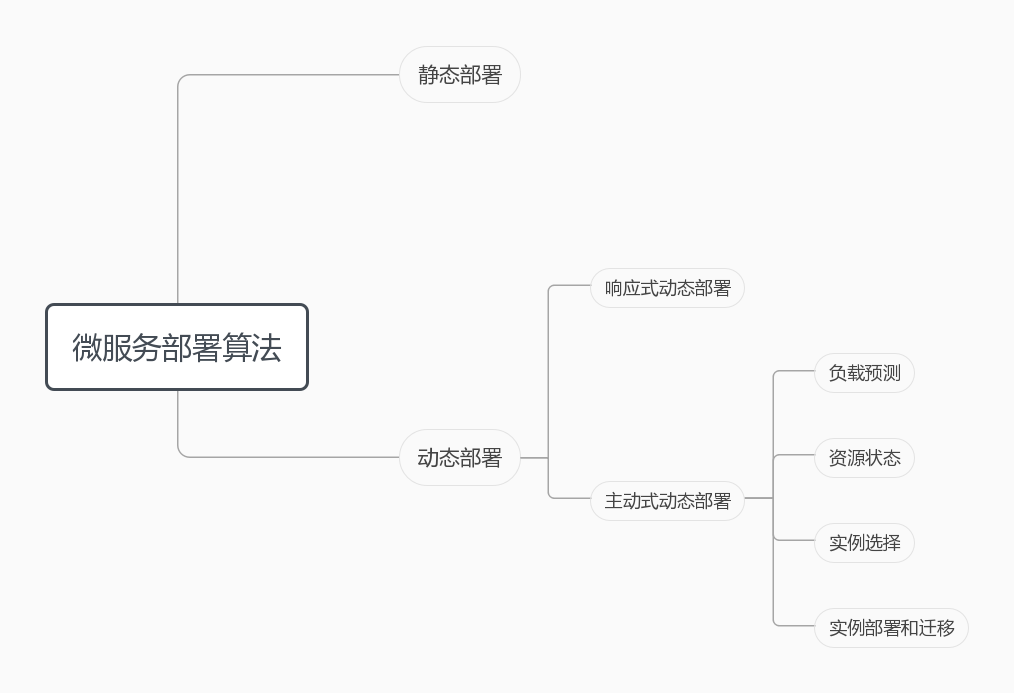 静态部署
微服务部署算法
动态部署
响应式动态部署
主动式动态部署
负载预测
资源状态
实例选择
实例部署和迁移